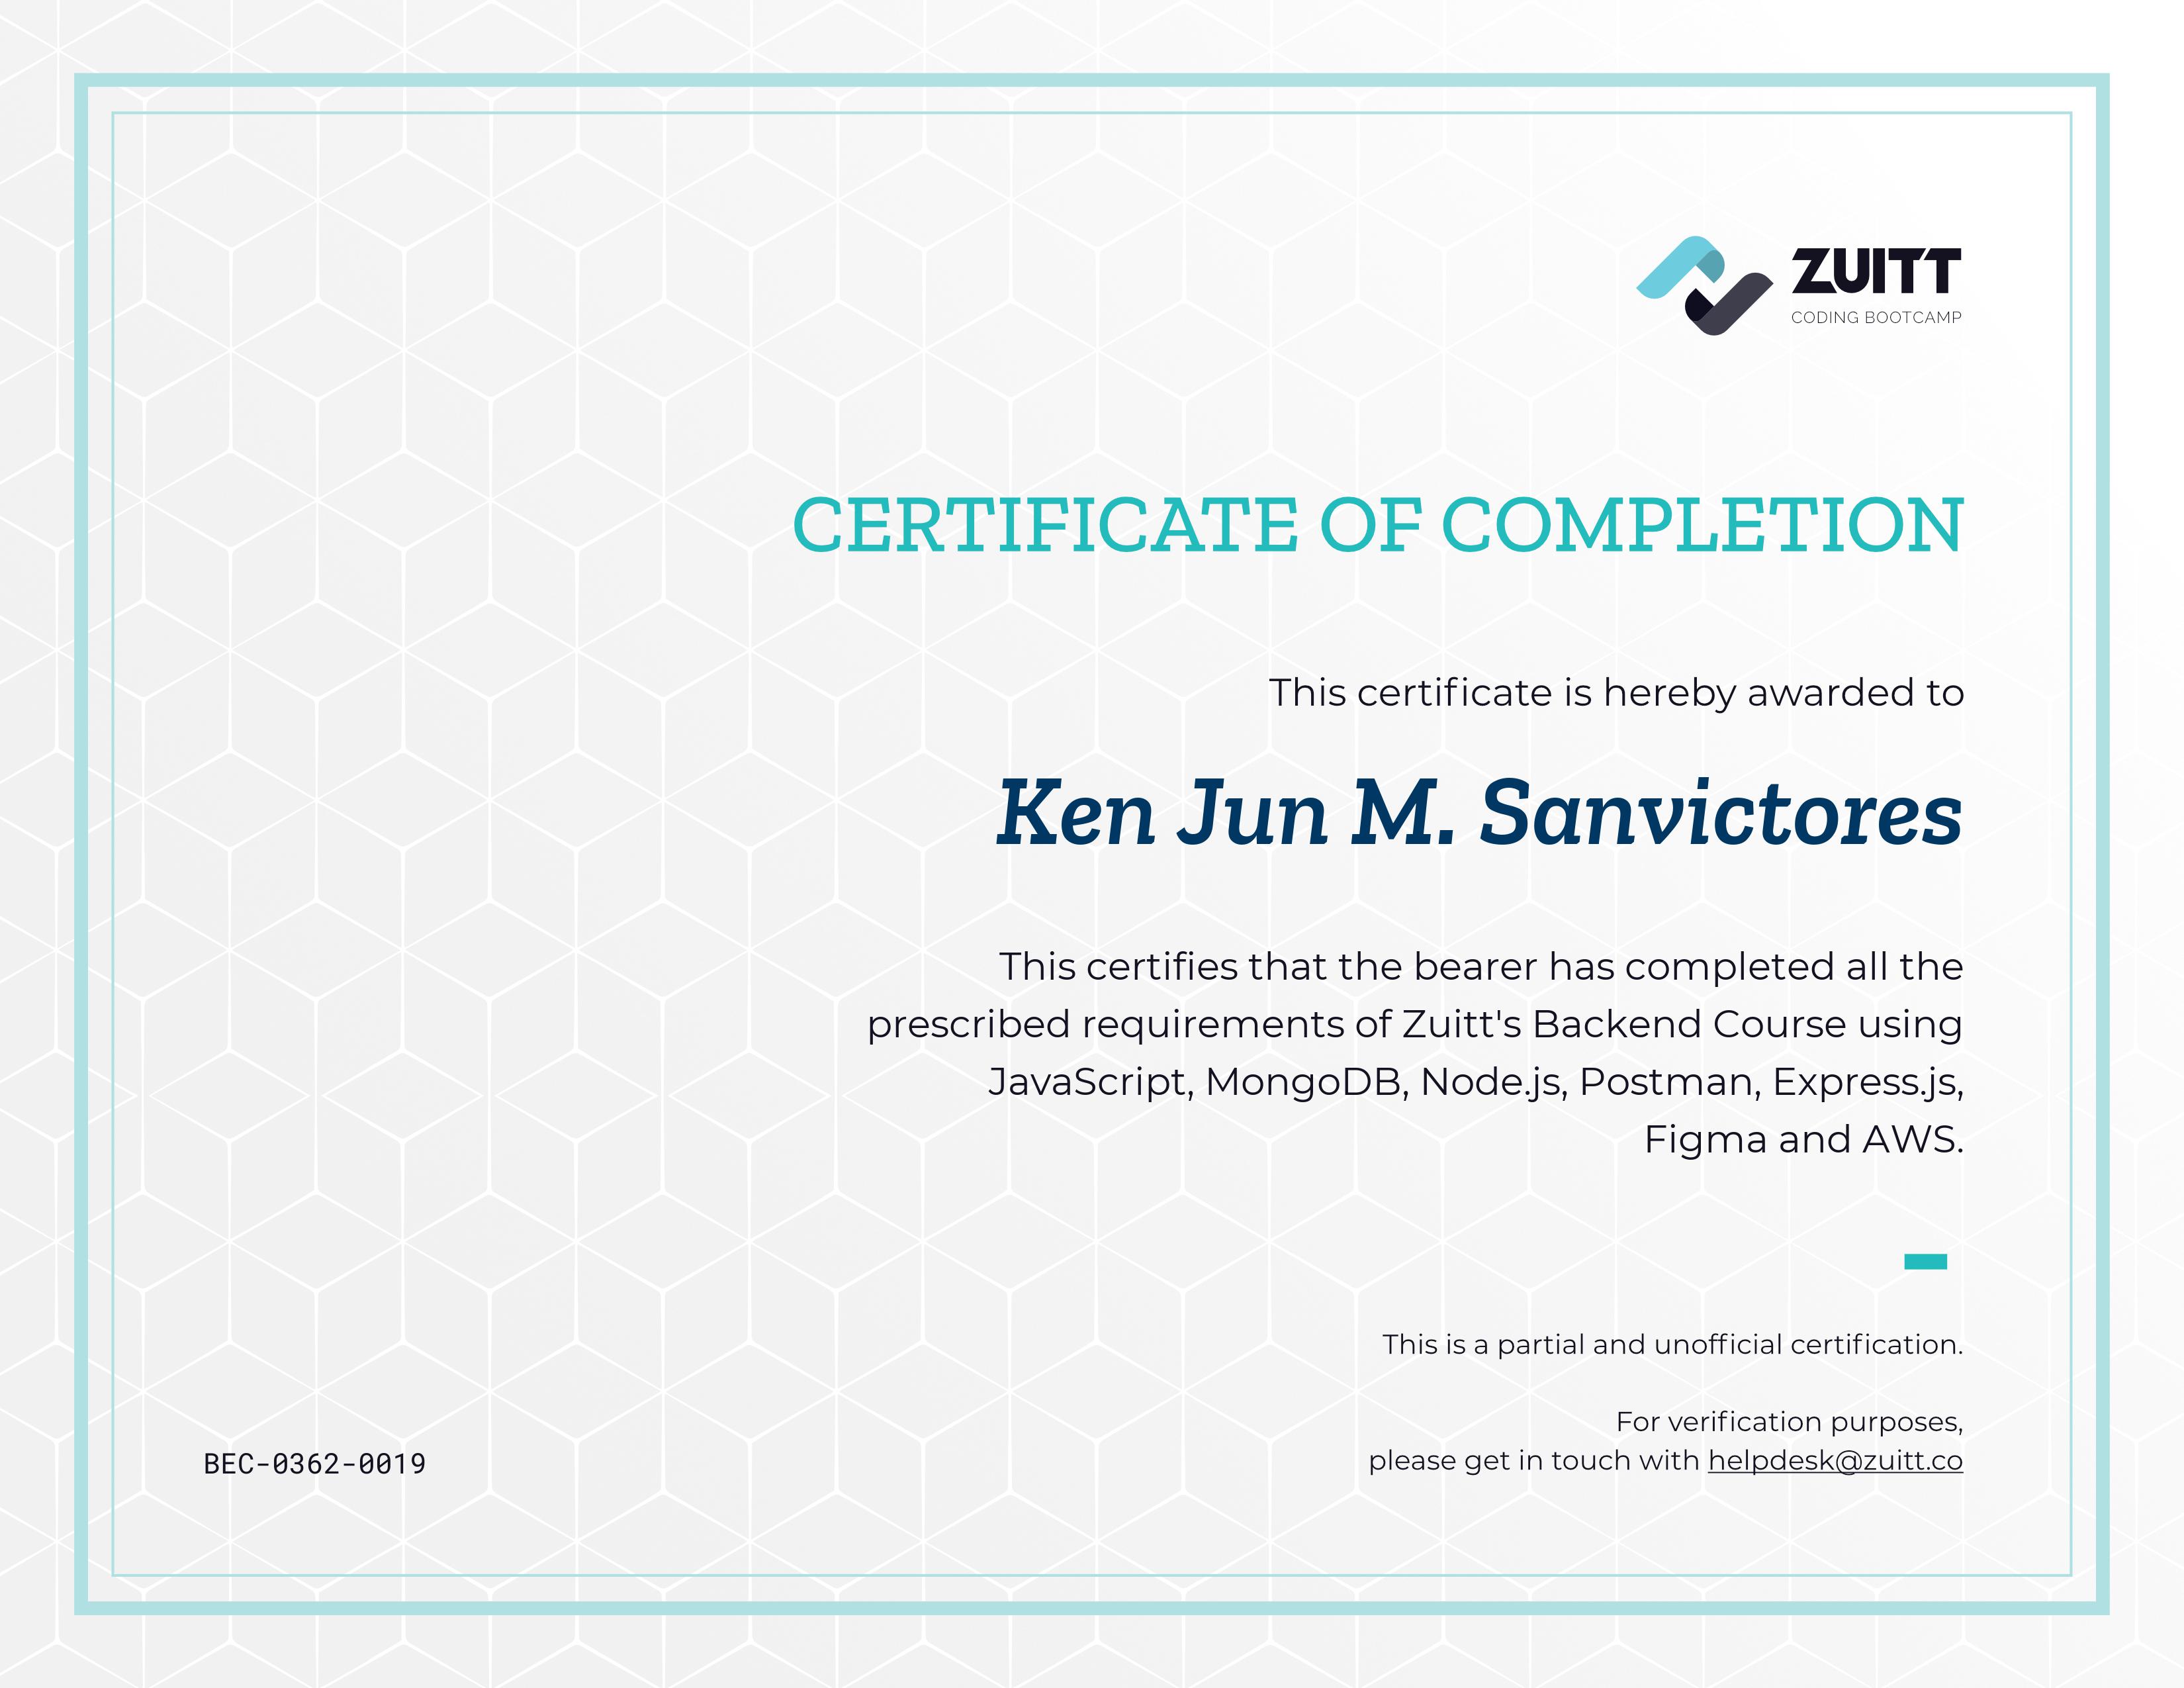 ZUITT
CODING BOOTCAMP
CERTIFICATE OF COMPLETION
This certificate is hereby awarded to
Ken Jun M. Sanvictores
This certifies that the bearer has completed all the
prescribed requirements of Zuitt's Backend Course using
JavaScript, MongoDB, Node.js, Postman, Express.js,
Figma and AWS.
This is a partial and unofficial certification.
For verification purposes,
please get in touch with helpdesk@zuitt.co
BEC-0362-0019